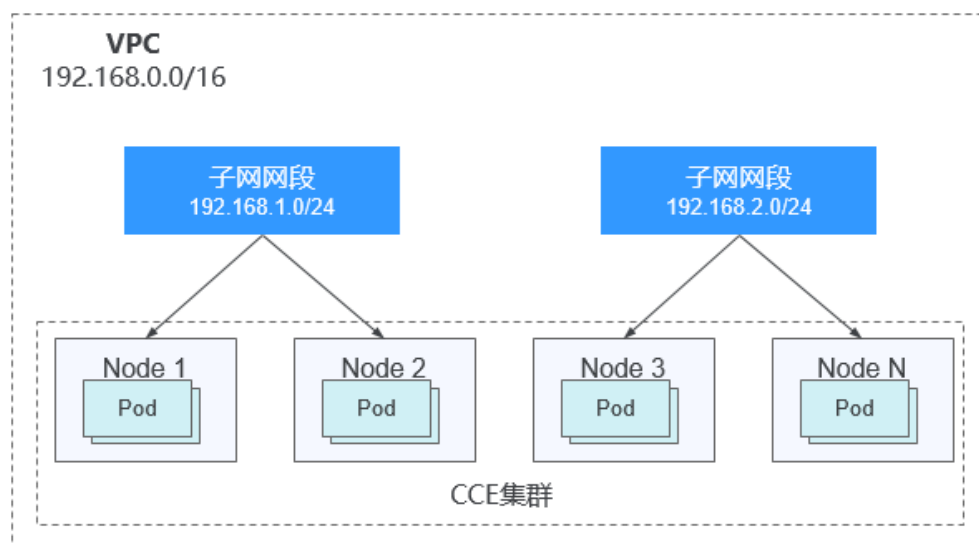 VPC
192.168.0.0/16
子网网段
192.168.1.0/24
子网网段
192.168.2.0/24
Node 1
Node 2
Node 3
Node N
Pod
Pod
Pod
Pod
CCE集群